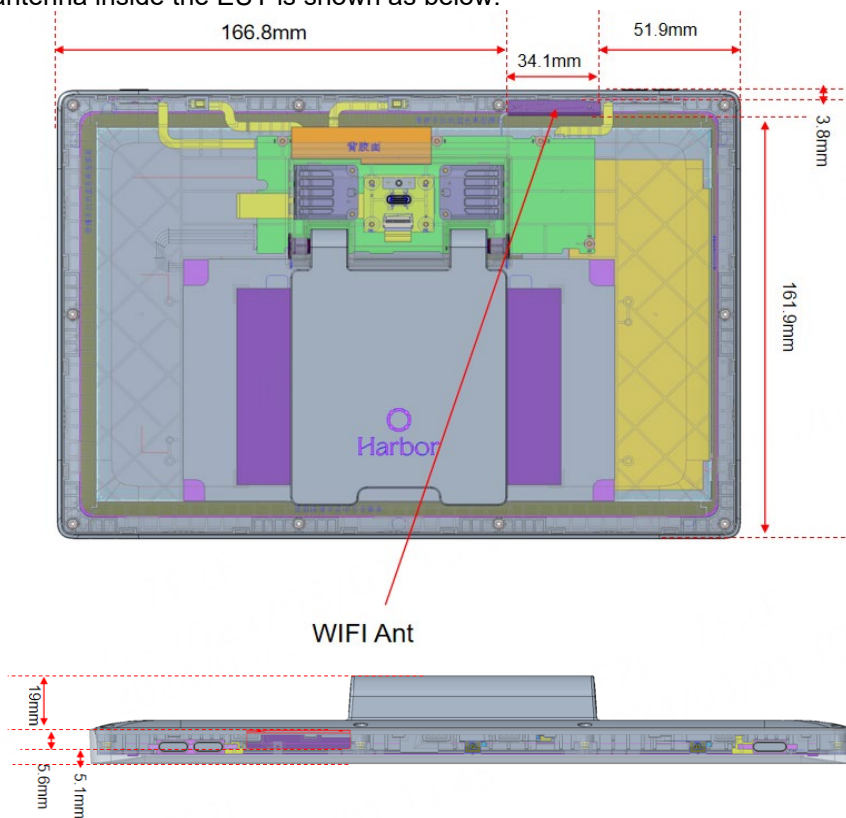 antenna inside the EUT is shown as below.
166.8mm
51.9mm
34.1mm
3.8mm
背胶面
161.9mm
Harbor
WIFI Ant
19mm
5.6mm
5.1mm